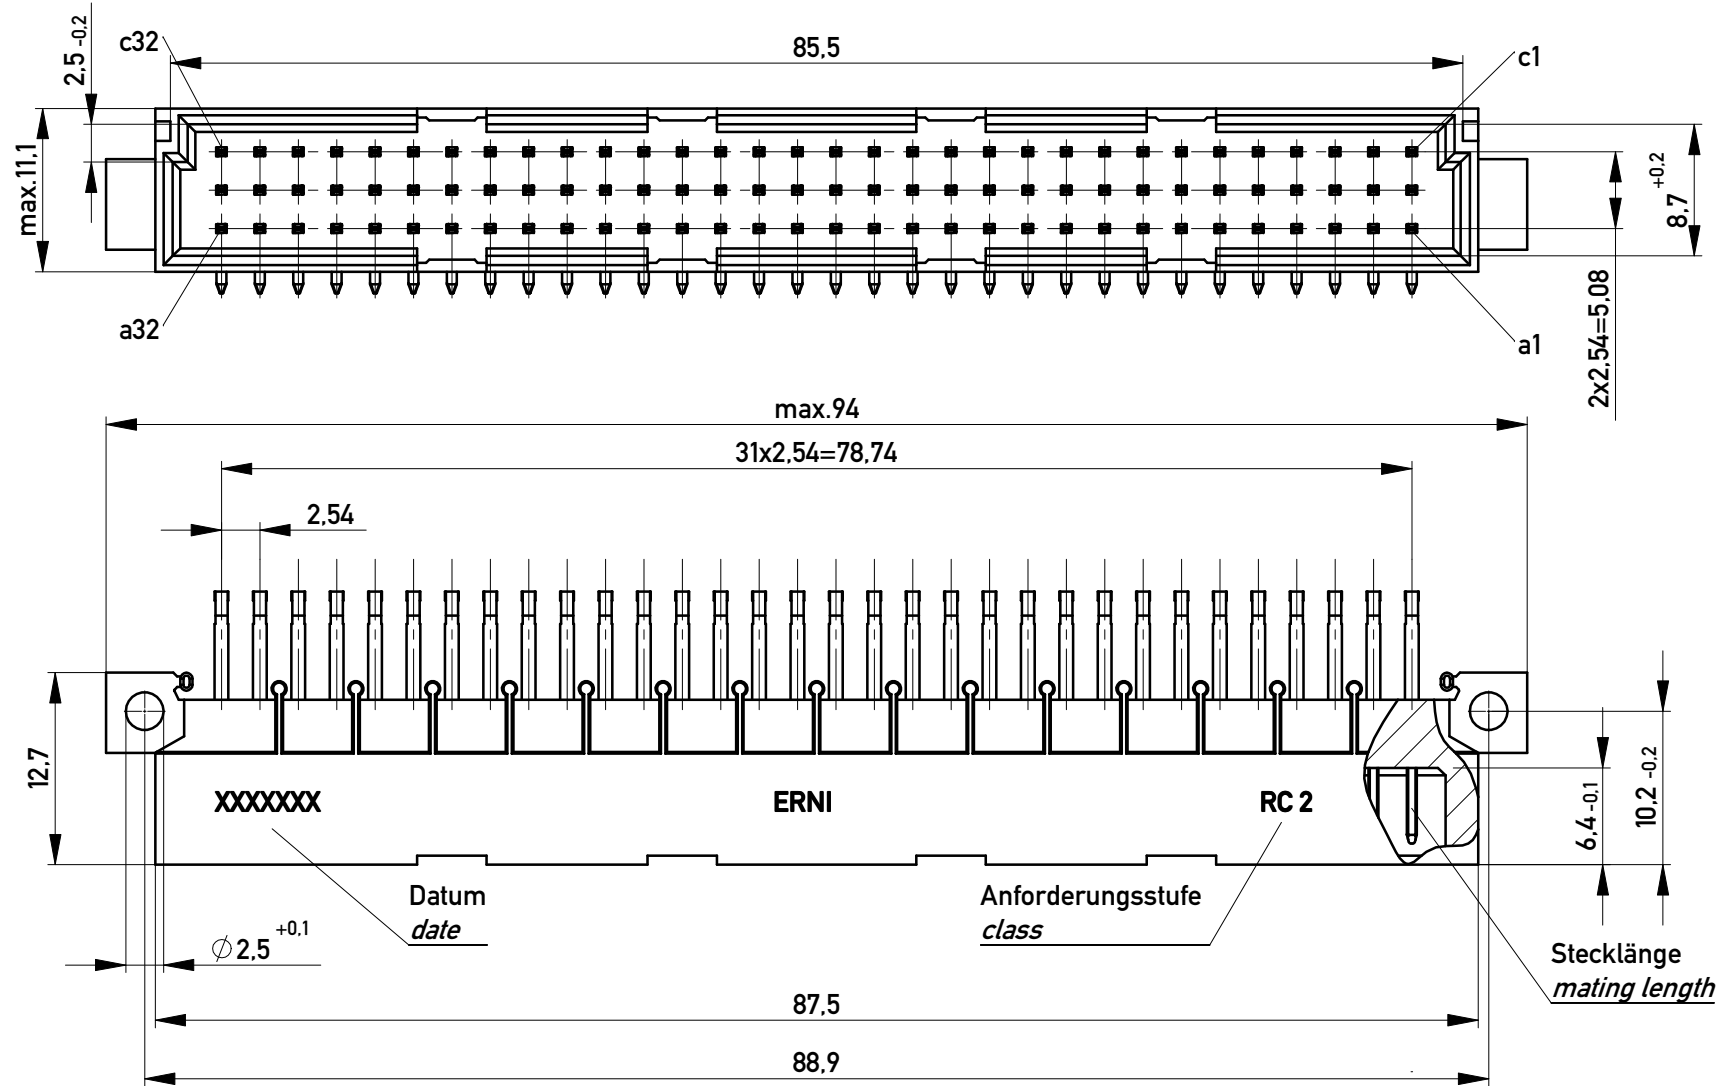 c32
2,5 -0,2
85,5
c1
max.11,1
8,7 +0,2
2x2,54=5,08
a32
a1
max.94
31x2,54=78,74
2,54
12,7
XXXXXXX
ERNI
RC 2
6,4 -0,1
10,2 -0,2
Datum
date
Anforderungsstufe
class
∅ 2,5 +0,1
Stecklänge
mating length
87,5
88,9